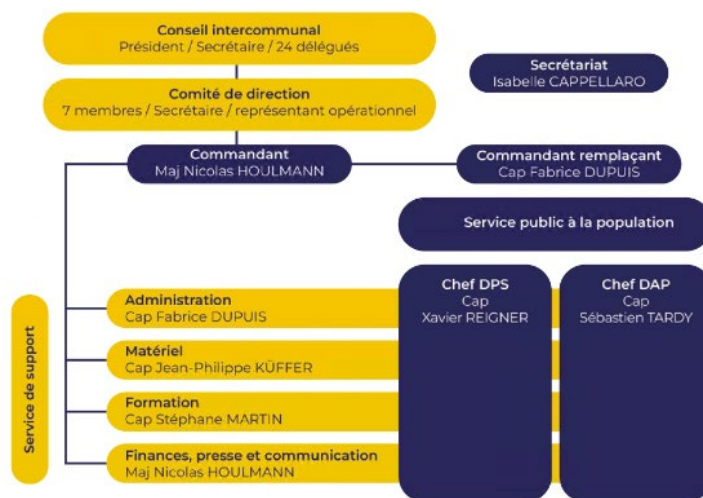 Conseil intercommunal
Président / Secrétaire / 24 délégués
Secrétariat
Isabelle CAPPELLARO
Comité de direction
7 membres / Secrétaire / représentant opérationnel
Commandant
Maj Nicolas HOULMANN
Commandant remplaçant
Cap Fabrice DUPUIS
Service public à la population
Chef DPS
Cap
Xavier REIGNER
Chef DAP
Cap
Sébastien TARDY
Service de support
Administration
Cap Fabrice DUPUIS
Matériel
Cap Jean-Philippe KÜFFER
Formation
Cap Stéphane MARTIN
Finances, presse et communication
Maj Nicolas HOULMANN